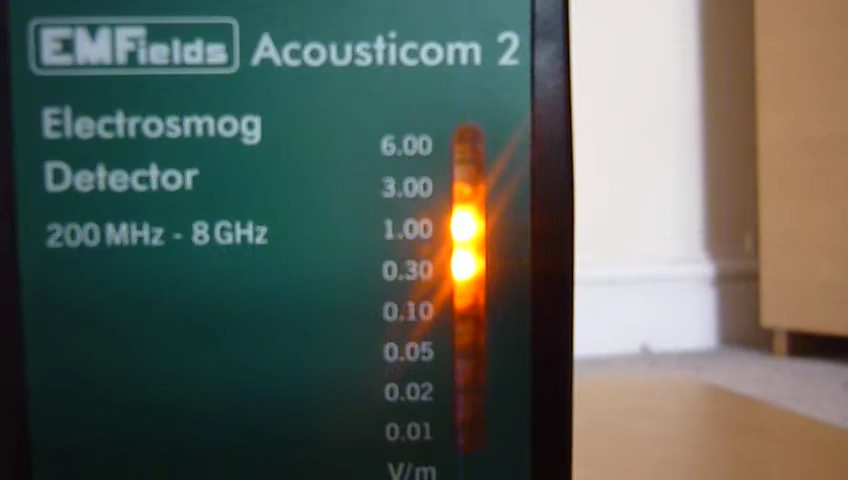 EMFields Acousticom 2
Electrosmog
Detector
200 MHz - 8 GHz
6.00
3.00
1.00
0.30
0.10
0.05
0.02
0.01
V/m